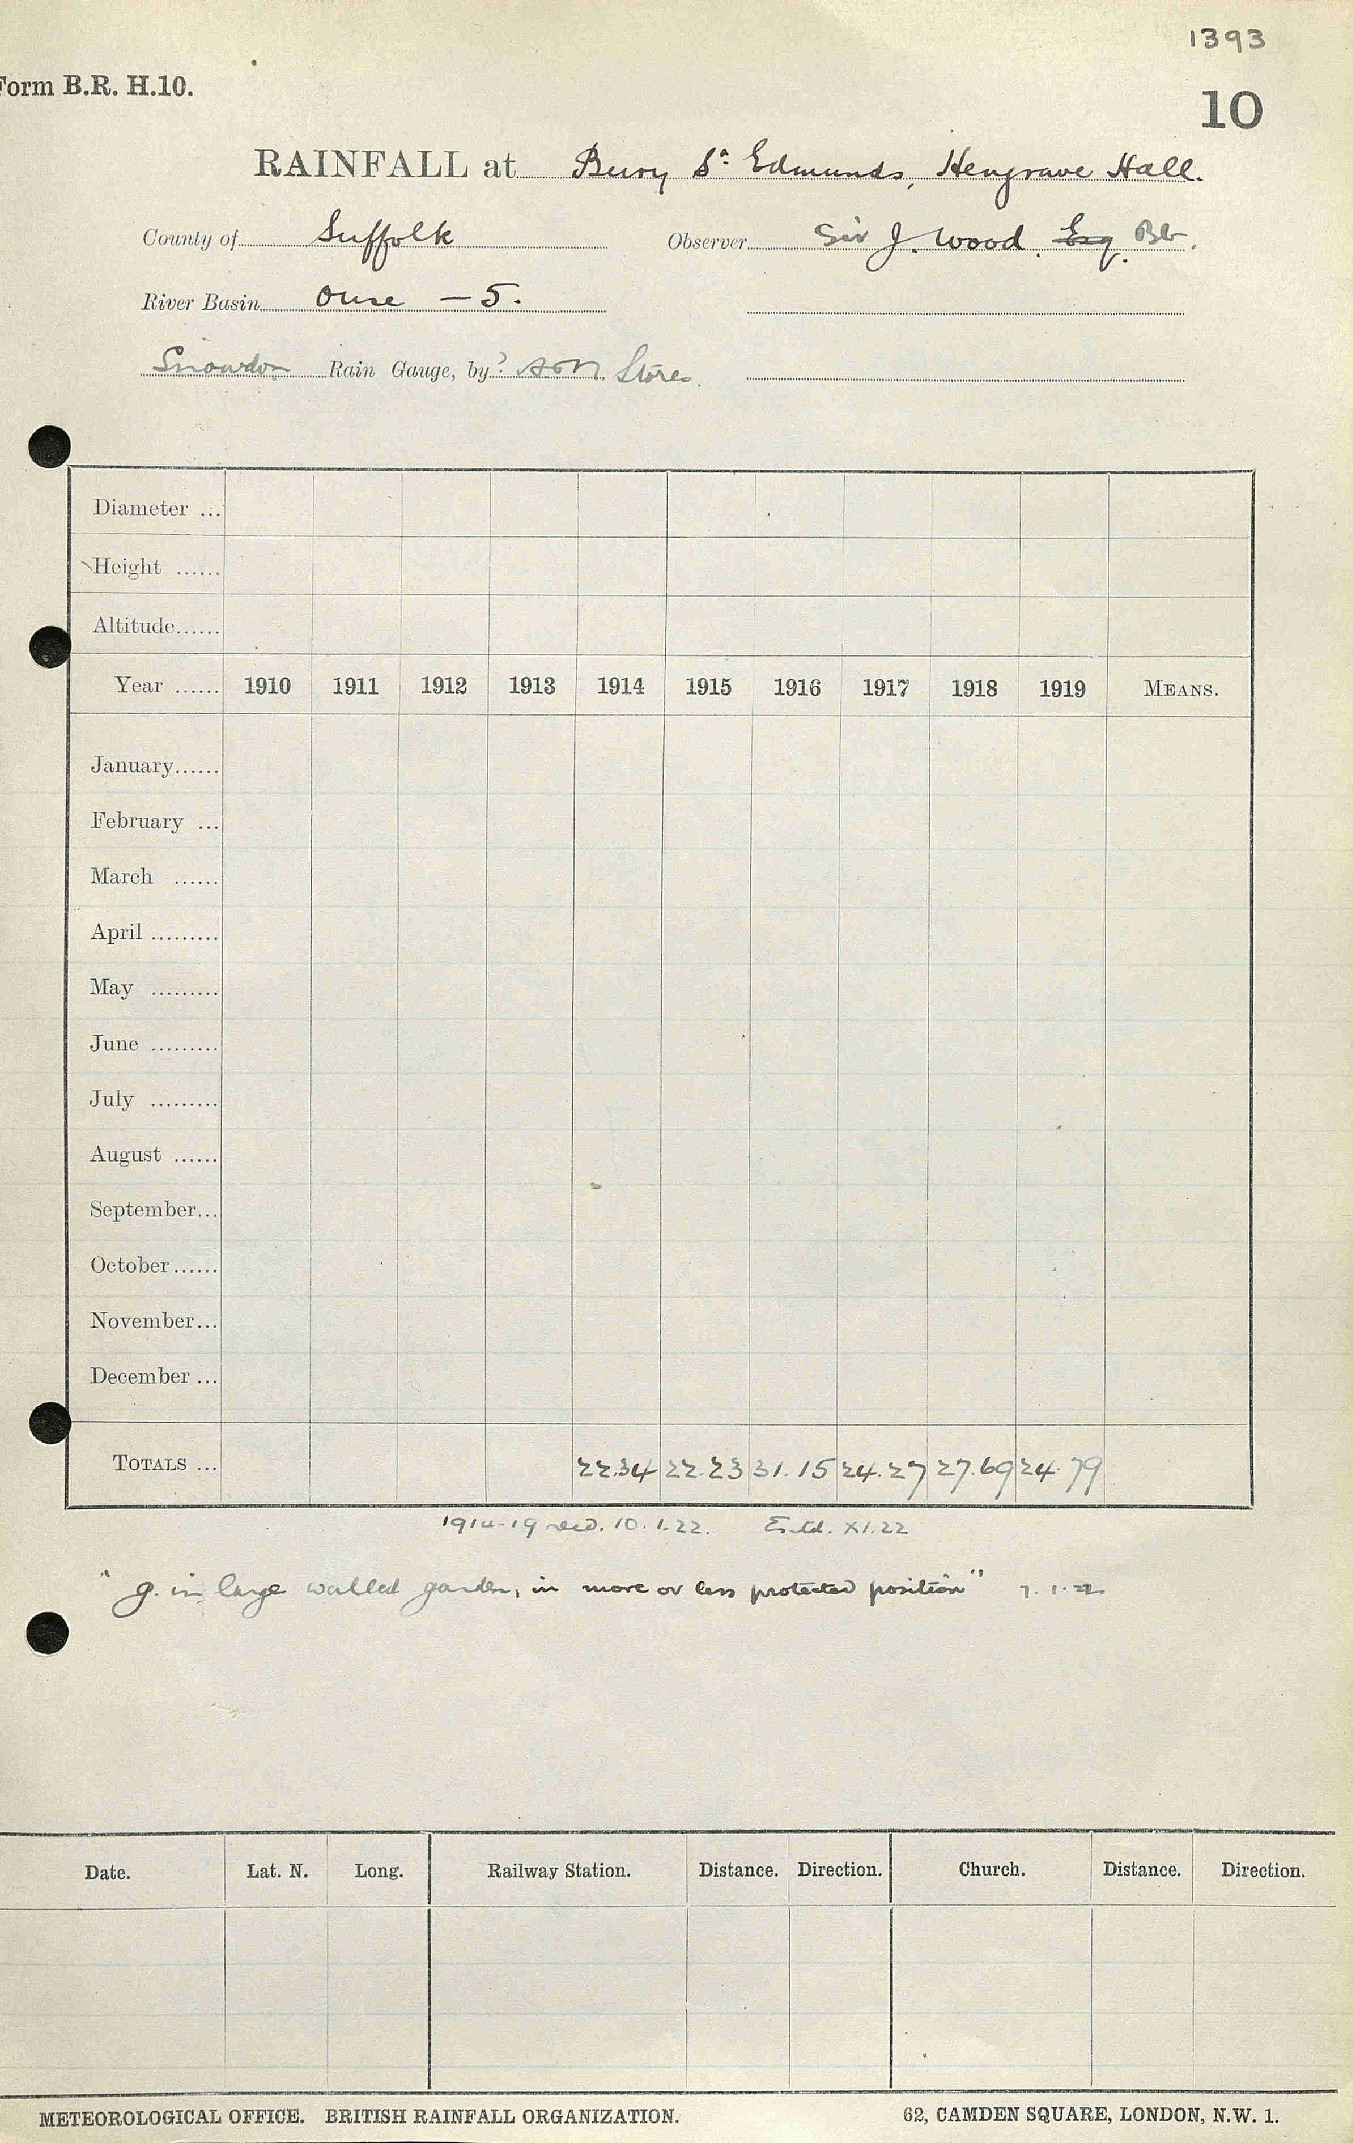 1393
Form B.R. H.10.
10
RAINFALL at Bury St Edmunds, Hengrave Hall.
County of Suffolk Observer Sir J. Wood. Esq. Bt.
River Basin Ouse - 5.
Snowdon Rain Gauge, by ? A & N. Stores.
Diameter ...
Height ......
Altitude......
Year ...... 1910 1911 1912 1913 1914 1915 1916 1917 1918 1919 MEANS.
January......
February ...
March ......
April .........
May .........
June .........
July .........
August ......
September...
October......
November...
December ...
TOTALS ... 22.34 22.23 31.15 24.27 27.69 24.79
1914-19 recd. 10.1.22. Estd. XI.22
"g. in large walled garden, in more or less protected position" 7.1.22
Date. Lat. N. Long. Railway Station. Distance. Direction. Church. Distance. Direction.
METEOROLOGICAL OFFICE. BRITISH RAINFALL ORGANIZATION. 62, CAMDEN SQUARE, LONDON, N.W. 1.